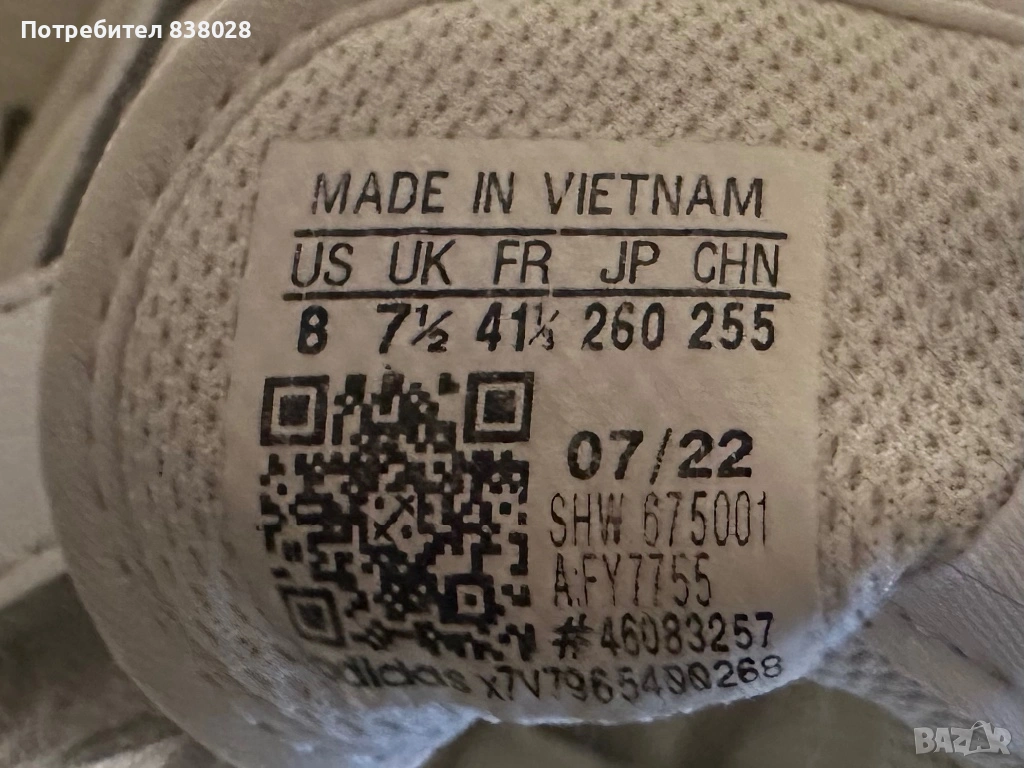 Потребител 838028
MADE IN VIETNAM
US UK FR JP CHN
8 7½ 41⅓ 260 255
07/22
SHW 675001
A:FY7755
#46083257
adidas x7V7965490268
BAZAR